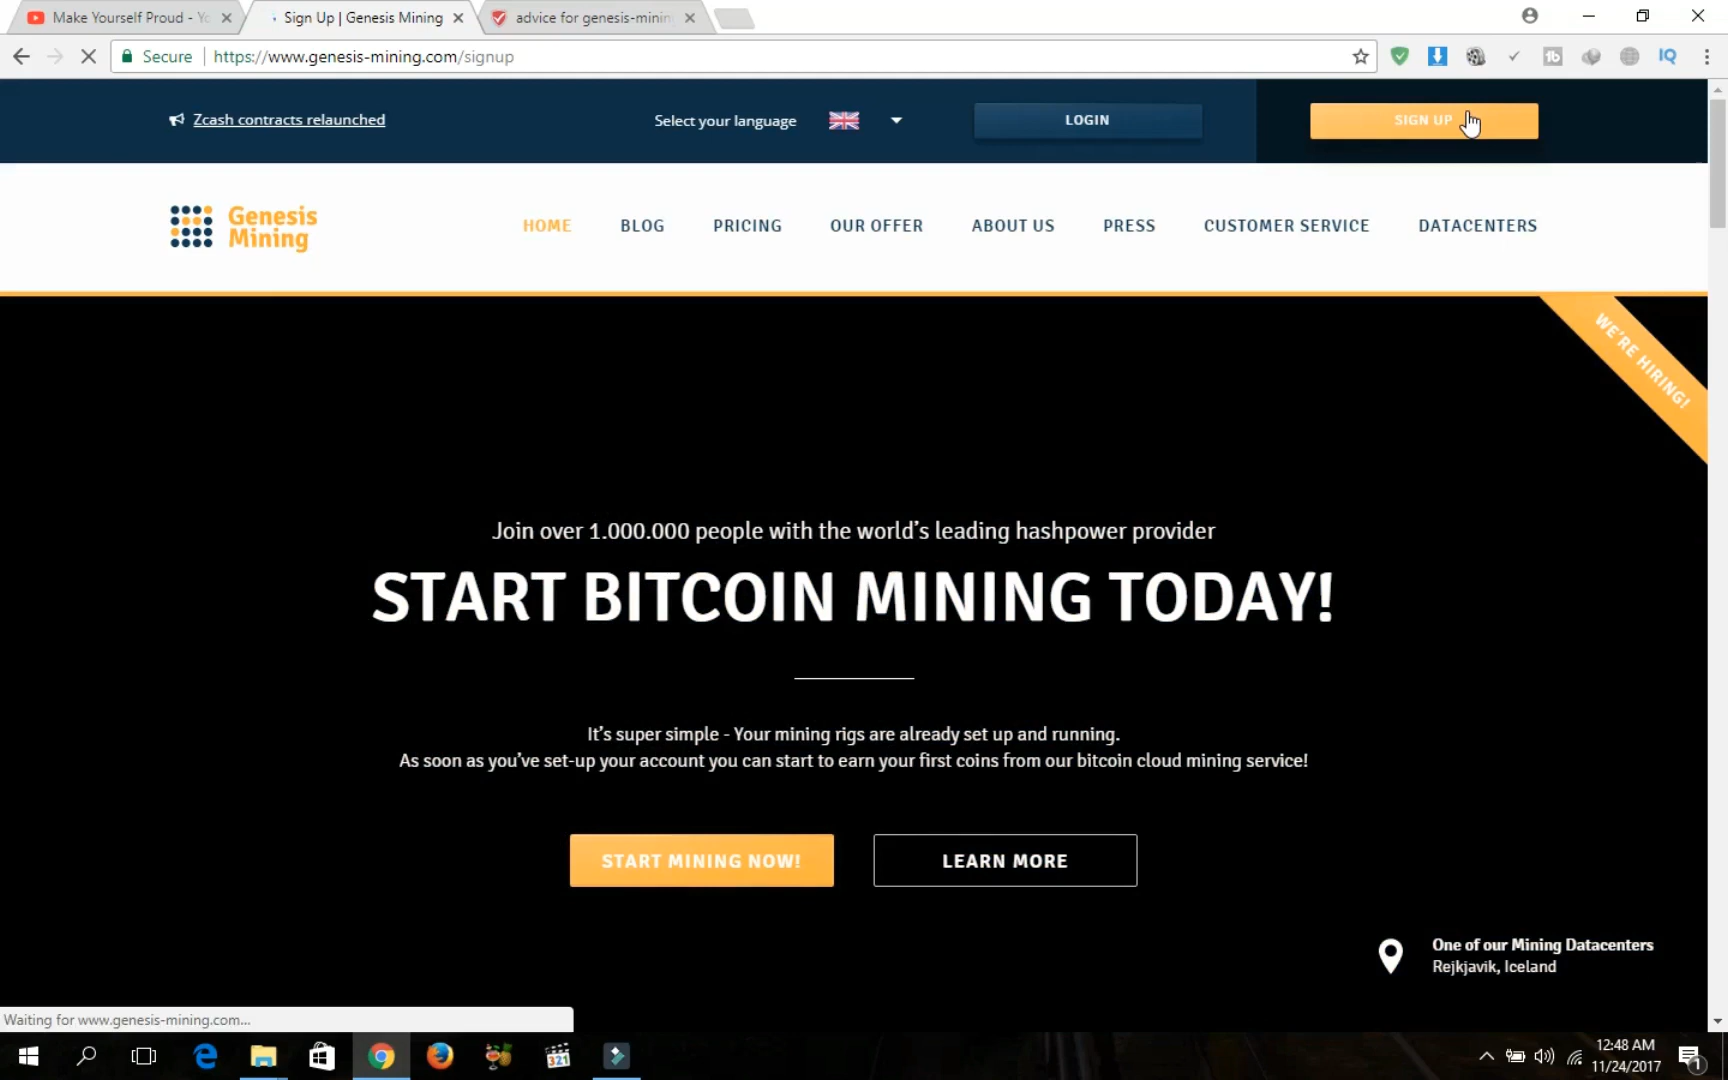 Make Yourself Proud - Yo
Sign Up | Genesis Mining
advice for genesis-minin
Secure
https://www.genesis-mining.com/signup
Zcash contracts relaunched
Select your language
LOGIN
SIGN UP
Genesis
Mining
HOME
BLOG
PRICING
OUR OFFER
ABOUT US
PRESS
CUSTOMER SERVICE
DATACENTERS
WE'RE HIRING!
Join over 1.000.000 people with the world's leading hashpower provider
START BITCOIN MINING TODAY!
It's super simple - Your mining rigs are already set up and running.
As soon as you've set-up your account you can start to earn your first coins from our bitcoin cloud mining service!
START MINING NOW!
LEARN MORE
One of our Mining Datacenters
Rejkjavik, Iceland
Waiting for www.genesis-mining.com...
12:48 AM
11/24/2017